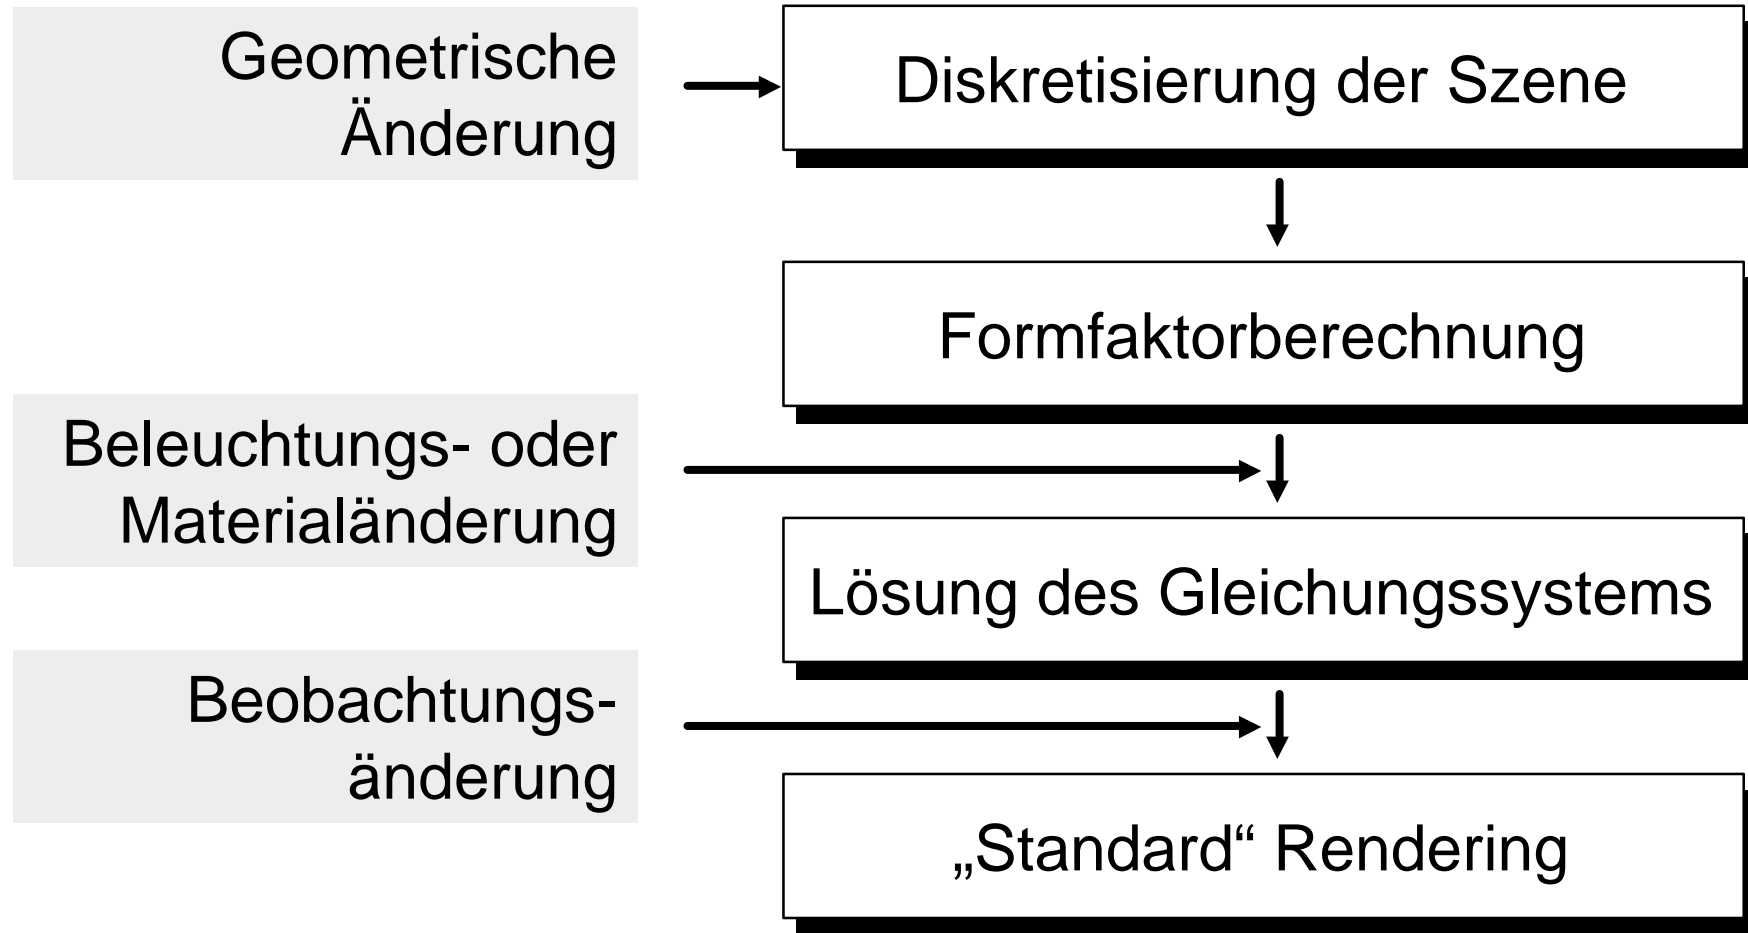 Geometrische
Änderung
Diskretisierung der Szene
Formfaktorberechnung
Beleuchtungs- oder
Materialänderung
Lösung des Gleichungssystems
Beobachtungs-
änderung
„Standard“ Rendering